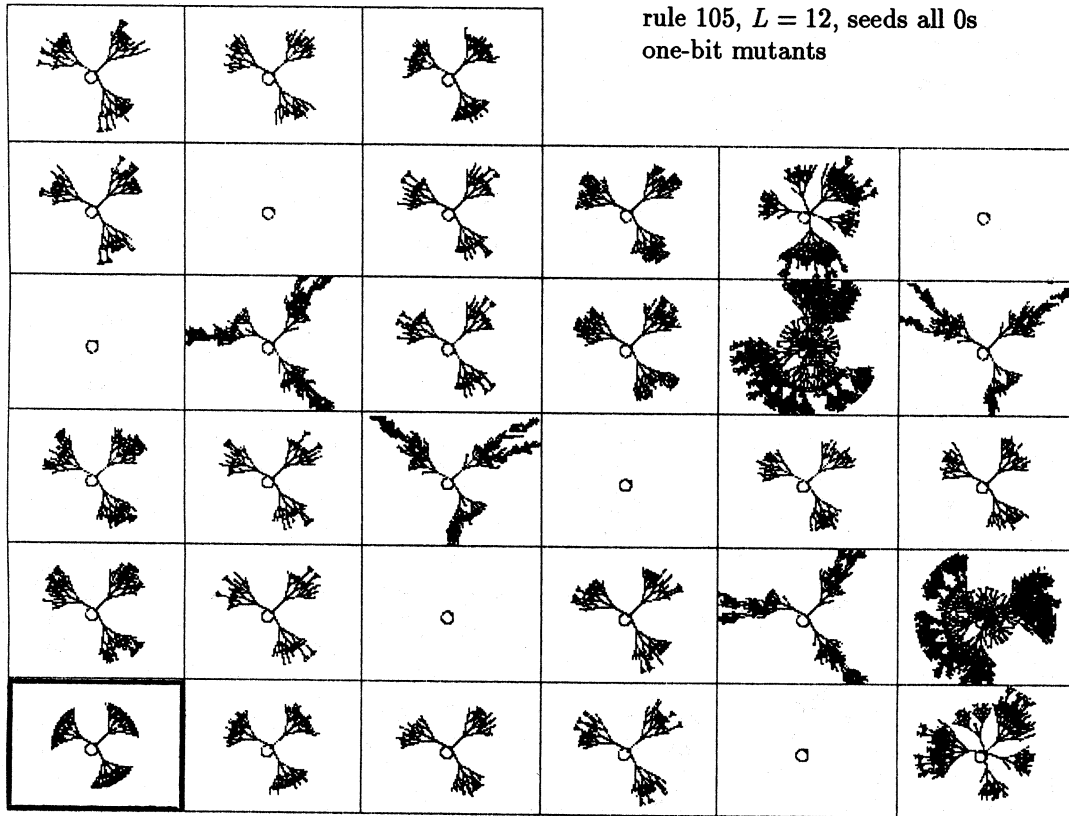 rule 105, L = 12, seeds all 0s
one-bit mutants